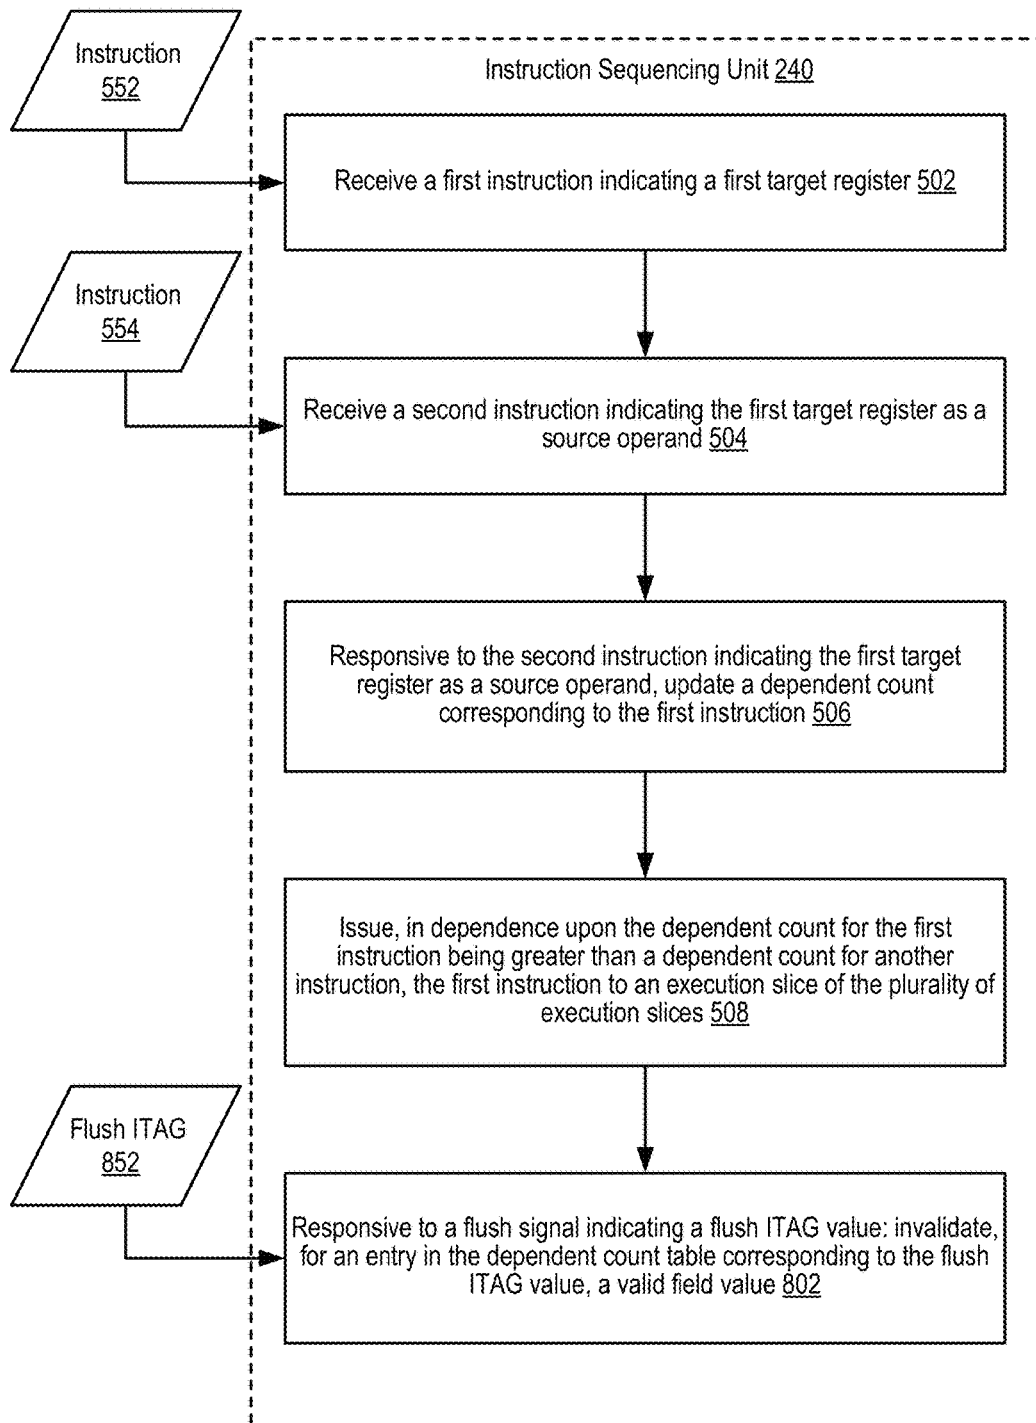 Instruction
552
Instruction Sequencing Unit 240
Receive a first instruction indicating a first target register 502
Instruction
554
Receive a second instruction indicating the first target register as a
source operand 504
Responsive to the second instruction indicating the first target
register as a source operand, update a dependent count
corresponding to the first instruction 506
Issue, in dependence upon the dependent count for the first
instruction being greater than a dependent count for another
instruction, the first instruction to an execution slice of the plurality of
execution slices 508
Flush ITAG
852
Responsive to a flush signal indicating a flush ITAG value: invalidate,
for an entry in the dependent count table corresponding to the flush
ITAG value, a valid field value 802